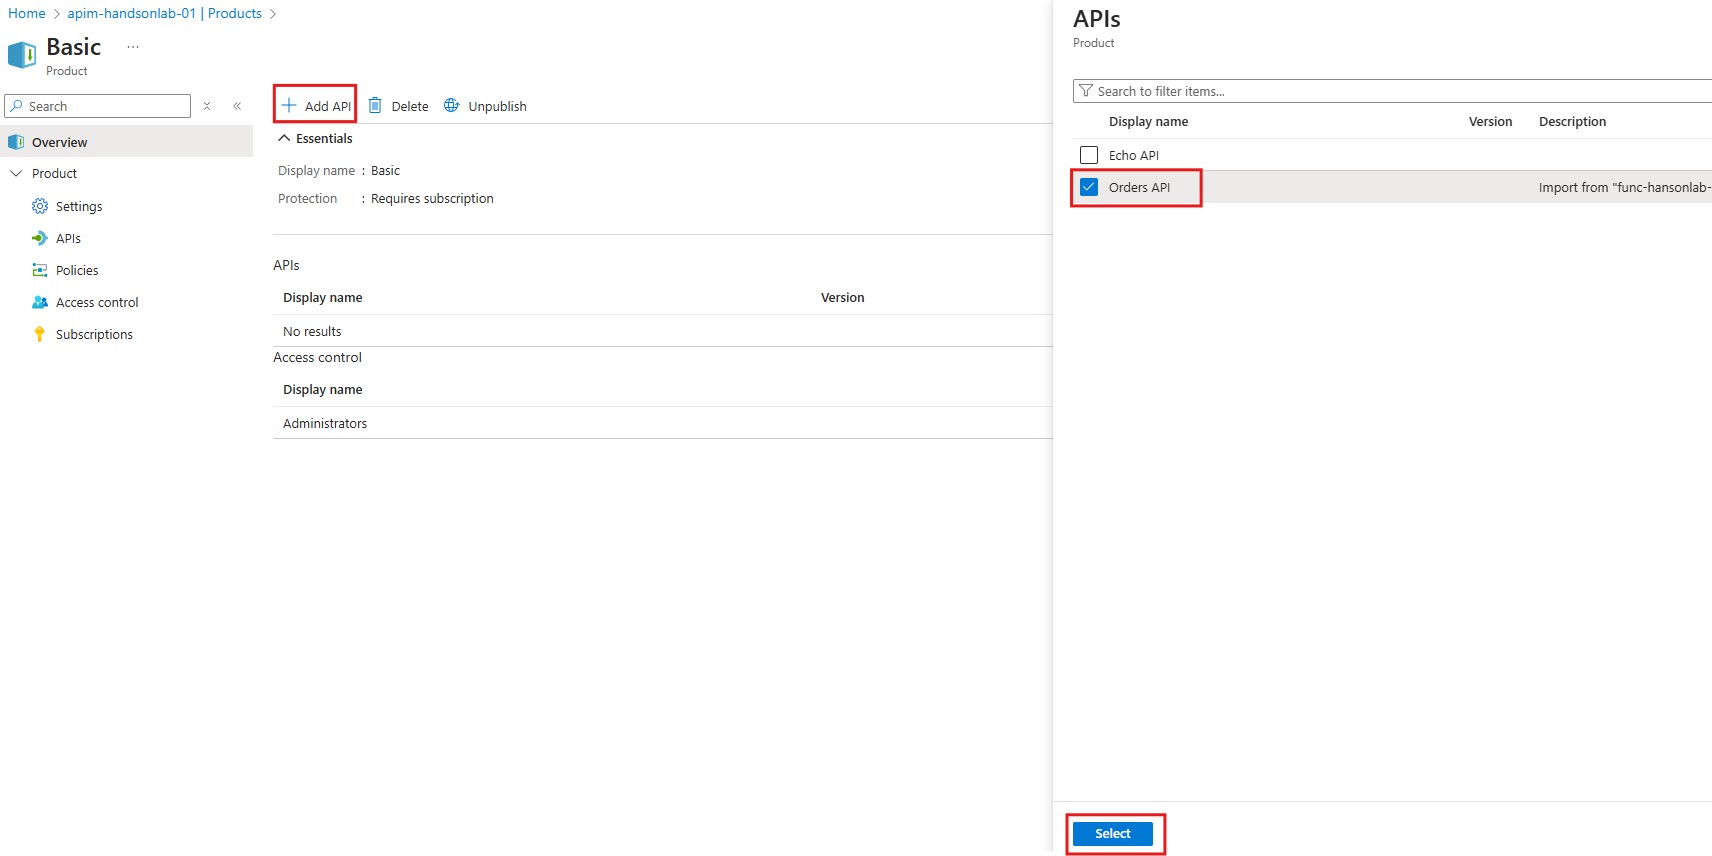 Home > apim-handsonlab-01 | Products >
Basic ...
Product
Search
Overview
Product
Settings
APIs
Policies
Access control
Subscriptions
Add API Delete Unpublish
Essentials
Display name : Basic
Protection : Requires subscription
APIs
Display name Version
No results
Access control
Display name
Administrators
APIs
Product
Search to filter items...
Display name Version Description
Echo API
Orders API Import from "func-hansonlab-
Select